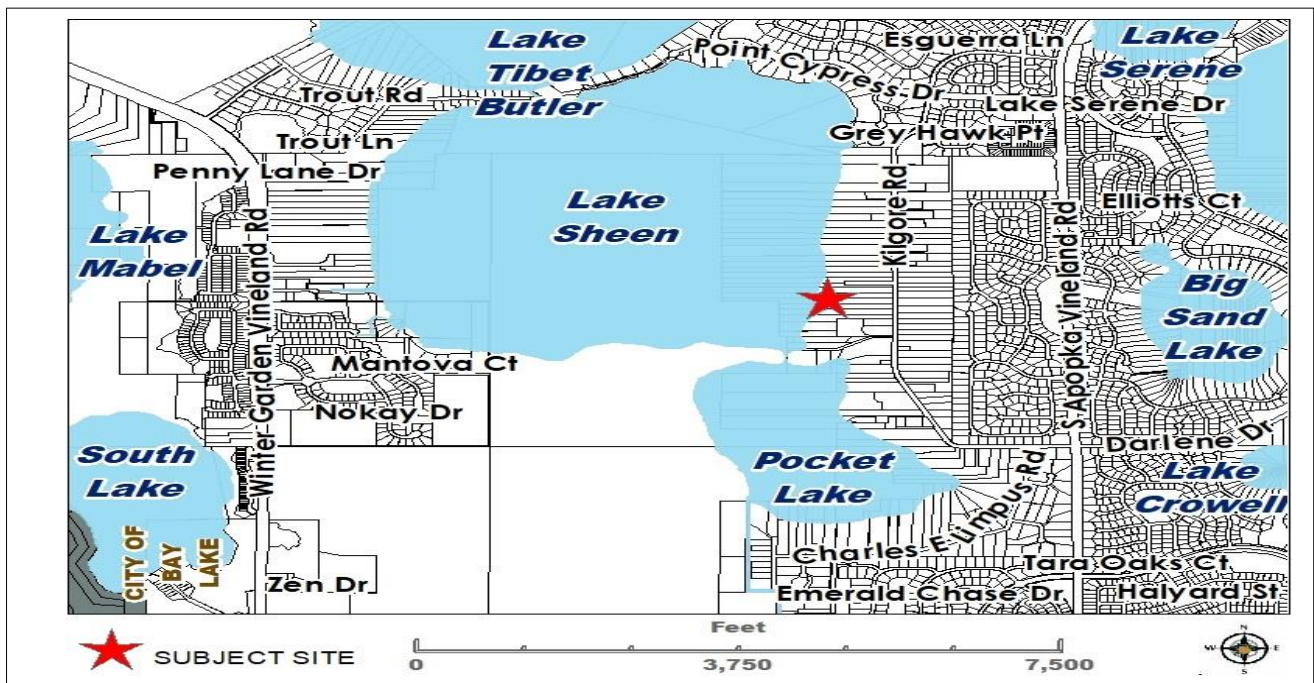 Lake
Tibet
Butler
Point Cypress Dr
Esguerra Ln
Lake
Serene
Trout Rd
Lake Serene Dr
Trout Ln
Grey Hawk Pt
Penny Lane Dr
Lake
Sheen
Kilgore Rd
Elliotts Ct
Lake
Mabel
Winter Garden Vineland Rd
S Apopka Vineland Rd
Big
Sand
Lake
Mantova Ct
Nokay Dr
Darlene Dr
South
Lake
Pocket
Lake
Lake
Crowell
CITY OF
BAY
LAKE
Charles E Limpus Rd
Tara Oaks Ct
Zen Dr
Emerald Chase Dr
Halyard St
Feet
SUBJECT SITE
0
3,750
7,500
N
W
E
S